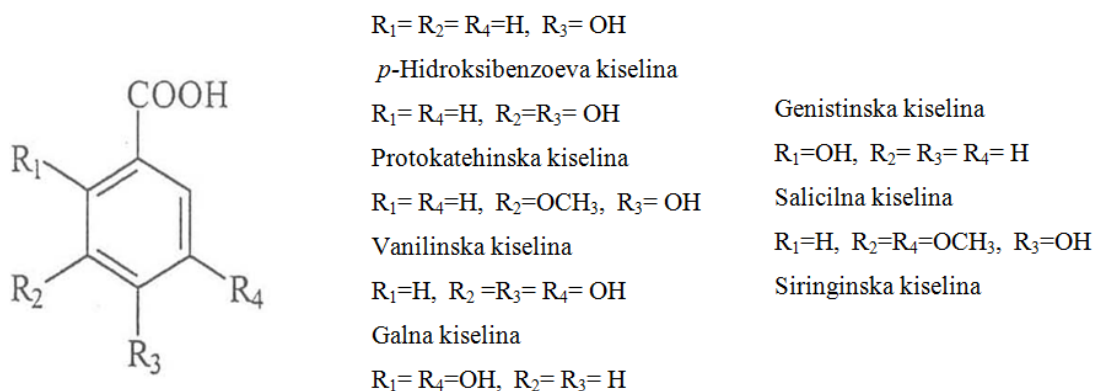 COOH
R₁
R₂
R₄
R₃
R₁= R₂= R₄=H, R₃= OH
p-Hidroksibenzoeva kiselina
R₁= R₄=H, R₂=R₃= OH
Protokatehinska kiselina
R₁= R₄=H, R₂=OCH₃, R₃= OH
Vanilinska kiselina
R₁=H, R₂ =R₃= R₄= OH
Galna kiselina
R₁= R₄=OH, R₂= R₃= H
Genistinska kiselina
R₁=OH, R₂= R₃= R₄= H
Salicilna kiselina
R₁=H, R₂=R₄=OCH₃, R₃=OH
Siringinska kiselina